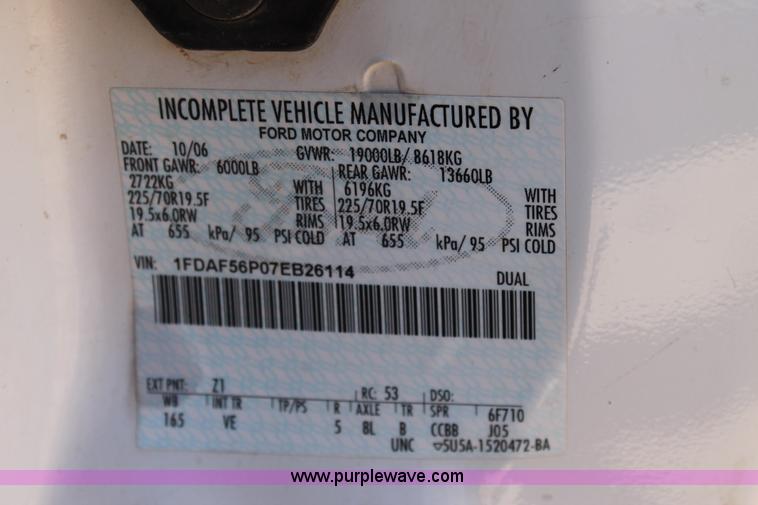 INCOMPLETE VEHICLE MANUFACTURED BY
FORD MOTOR COMPANY
DATE: 10/06 GVWR: 19000LB/ 8618KG
FRONT GAWR: 6000LB REAR GAWR: 13660LB
2722KG WITH 6196KG WITH
225/70R19.5F TIRES 225/70R19.5F TIRES
19.5x6.0RW RIMS 19.5x6.0RW RIMS
AT 655 kPa/ 95 PSI COLD AT 655 kPa/ 95 PSI COLD
VIN: 1FDAF56P07EB26114 DUAL
EXT PNT: Z1 RC: 53 DSO:
WB INT TR TP/PS R AXLE TR SPR 6F710
165 VE 5 8L B CCBB J05
UNC 5U5A-1520472-BA
www.purplewave.com